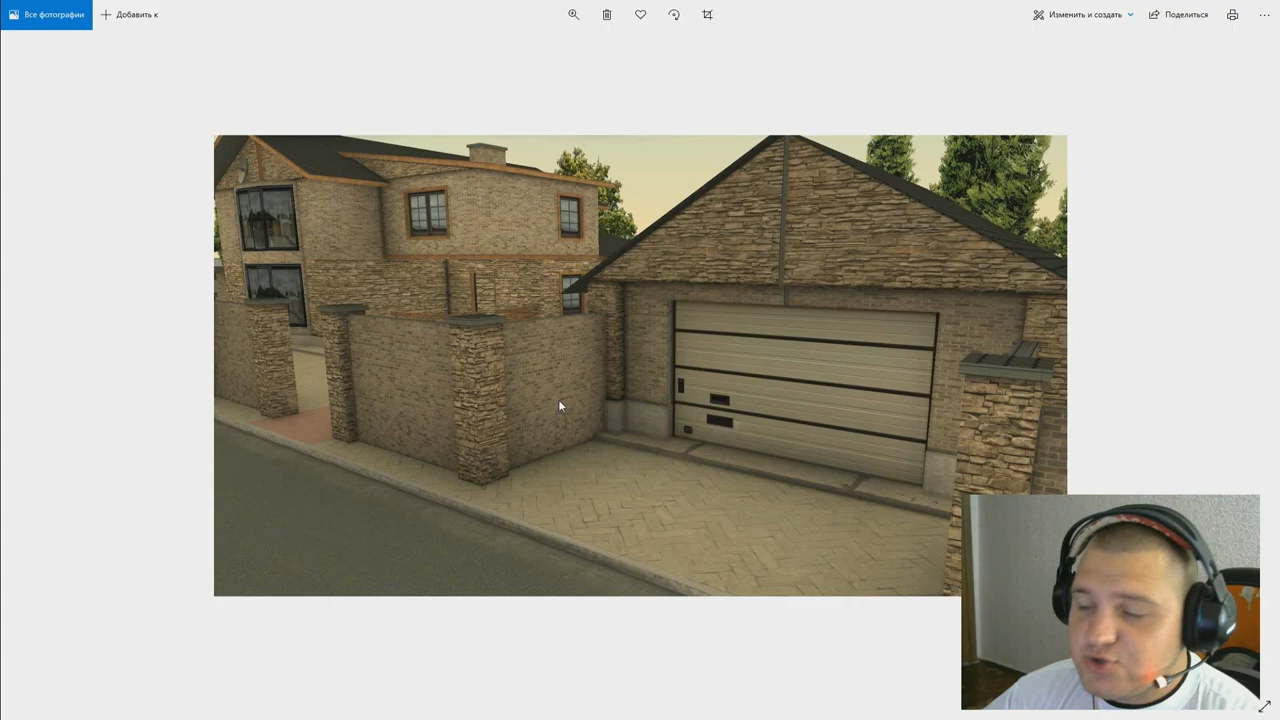 Все фотографии
Добавить к
Изменить и создать
Поделиться